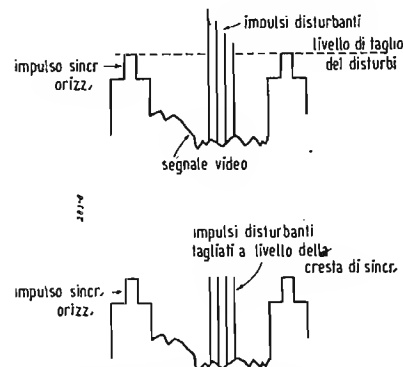 impulsi disturbanti
livello di taglio
dei disturbi
impulso sincr
orizz.
segnale video
impulsi disturbanti
tagliati a livello della
cresta di sincr.
impulso sincr.
orizz.